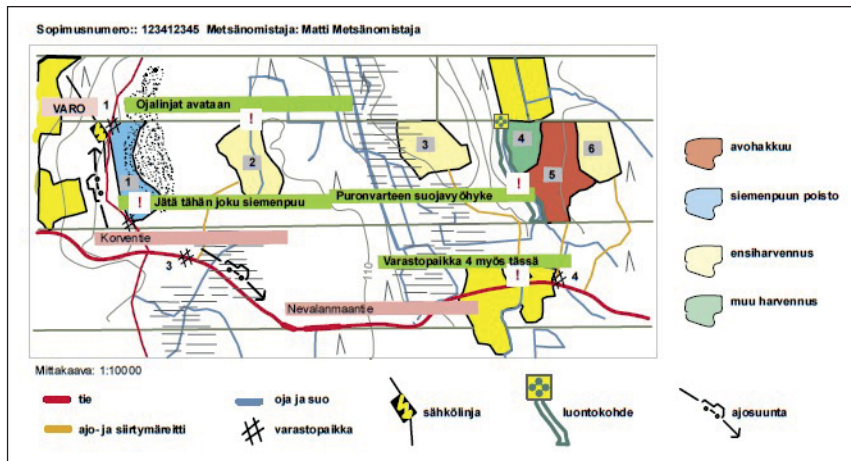 Sopimusnumero:: 123412345 Metsänomistaja: Matti Metsänomistaja
VARO
1
Ojalinjat avataan
!
1
2
3
4
5
6
!
Jätä tähän joku siemenpuu
Puronvarteen suojavyöhyke
!
Korventie
3
110
Varastopaikka 4 myös tässä
!
4
Nevalanmaantie
avohakkuu
siemenpuun poisto
ensiharvennus
muu harvennus
Mittakaava: 1:10000
tie
oja ja suo
sähkölinja
luontokohde
ajosuunta
ajo- ja siirtymäreitti
varastopaikka